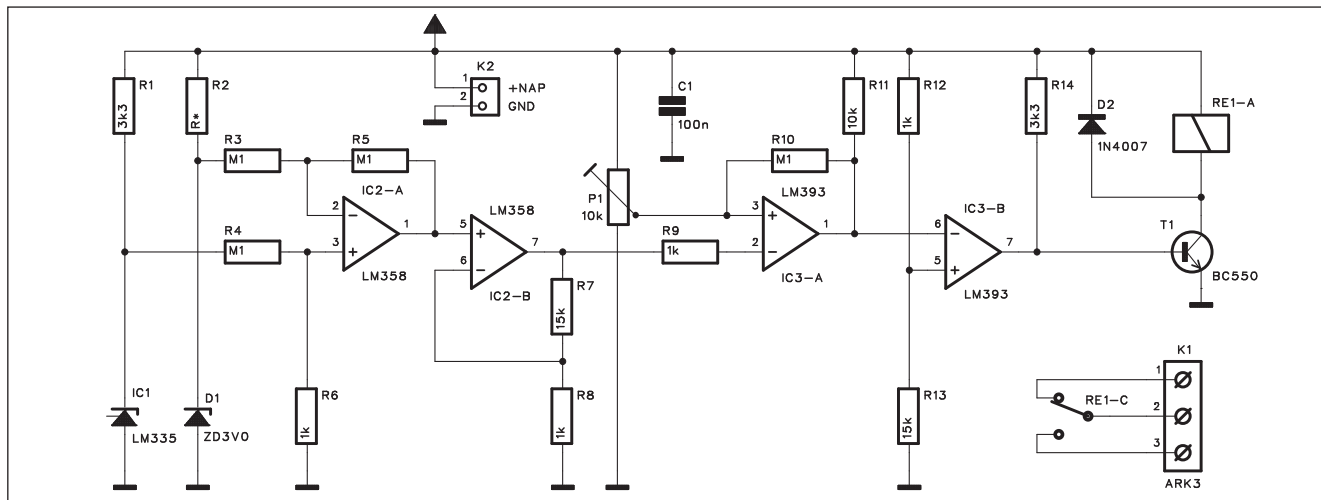 R1
3k3
R2
R*
K2
1
2
+NAP
GND
C1
100n
R11
10k
R12
1k
R14
3k3
D2
1N4007
RE1-A
R3
M1
R5
M1
R10
M1
IC2-A
2
3
1
LM358
R4
M1
LM358
5
6
7
IC2-B
P1
10k
R9
1k
LM393
3
2
1
IC3-A
IC3-B
6
5
7
LM393
T1
BC550
R7
15k
R8
1k
R6
1k
R13
15k
IC1
LM335
D1
ZD3V0
K1
1
2
3
RE1-C
ARK3